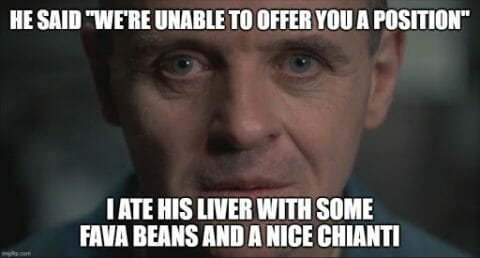 HE SAID "WE'RE UNABLE TO OFFER YOU A POSITION"
I ATE HIS LIVER WITH SOME
FAVA BEANS AND A NICE CHIANTI
imgflip.com